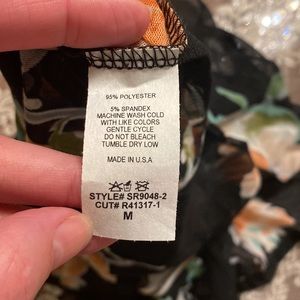 95% POLYESTER
5% SPANDEX
MACHINE WASH COLD
WITH LIKE COLORS
GENTLE CYCLE
DO NOT BLEACH
TUMBLE DRY LOW
MADE IN U.S.A
STYLE# SR9048-2
CUT# R41317-1
M